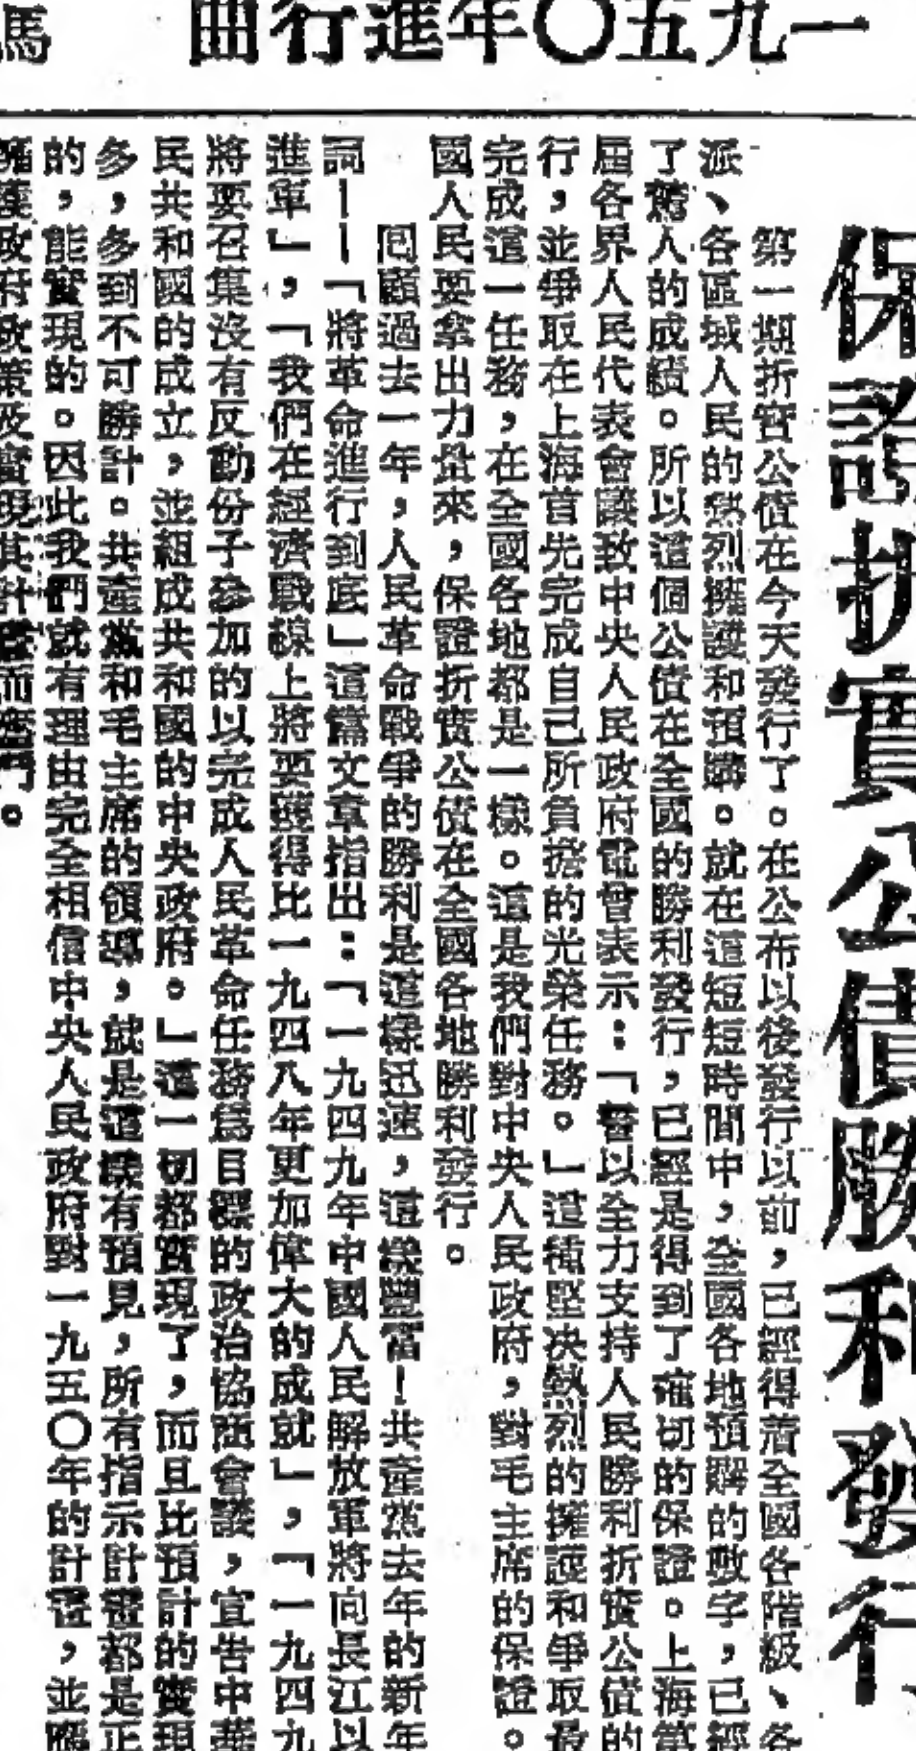 一九五〇年進行曲
馬
保證折實公債勝利發行
第一期折實公債在今天發行了。在公布以後發行以前，已經得着全國各階級、各
派、各區域人民的熱烈擁護和預購。就在這短短時間中，全國各地預購的數字，已經
了驚人的成績。所以這個公債在全國的勝利發行，已經是得到了確切的保證。上海第
屆各界人民代表會議致中央人民政府電曾表示：「誓以全力支持人民勝利折實公債的
行，並爭取在上海首先完成自己所負擔的光榮任務。」這種堅決熱烈的擁護和爭取最
完成這一任務，在全國各地都是一樣。這是我們對中央人民政府，對毛主席的保證。
國人民要拿出力量來，保證折實公債在全國各地勝利發行。
囘顧過去一年，人民革命戰爭的勝利是這樣迅速，這樣豐富！共產黨去年的新年
詞——「將革命進行到底」這篇文章指出：「一九四九年中國人民解放軍將向長江以
進軍」，「我們在經濟戰線上將要獲得比一九四八年更加偉大的成就」，「一九四九
將要召集沒有反動份子參加的以完成人民革命任務爲目標的政治協商會議，宣告中華
民共和國的成立，並組成共和國的中央政府。」這一切都實現了，而且比預計的實現
多，多到不可勝計。共產黨和毛主席的領導，就是這樣有預見，所有指示計畫都是正
的，能實現的。因此我們就有理由完全相信中央人民政府對一九五〇年的計畫，並應
擁護政府政策及實現其計畫而奮鬥。